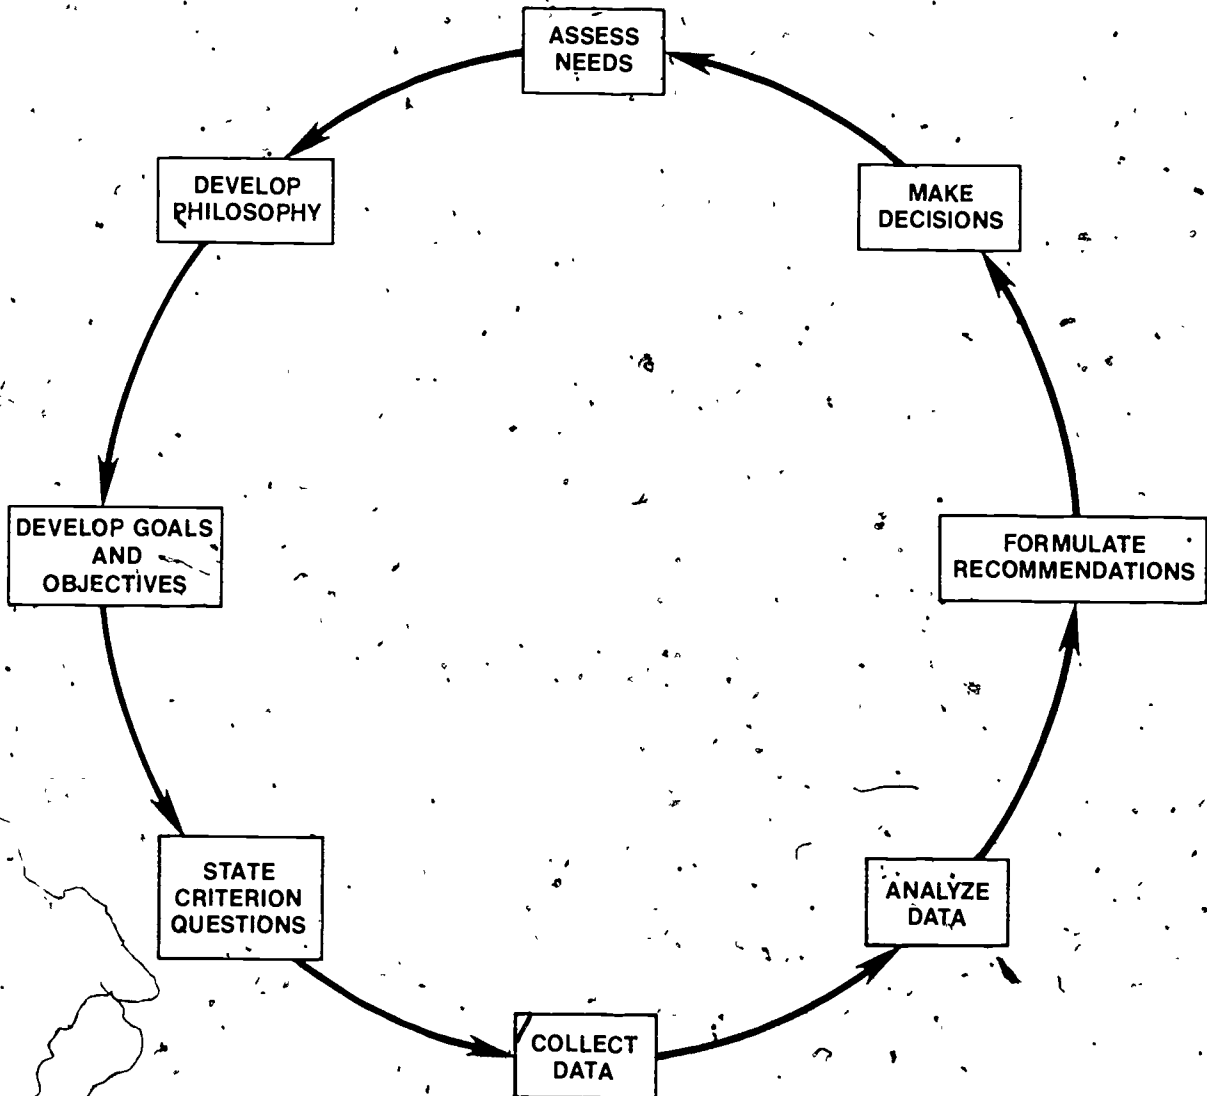 ASSESS
NEEDS
DEVELOP
PHILOSOPHY
DEVELOP GOALS
AND
OBJECTIVES
STATE
CRITERION
QUESTIONS
COLLECT
DATA
ANALYZE
DATA
FORMULATE
RECOMMENDATIONS
MAKE
DECISIONS